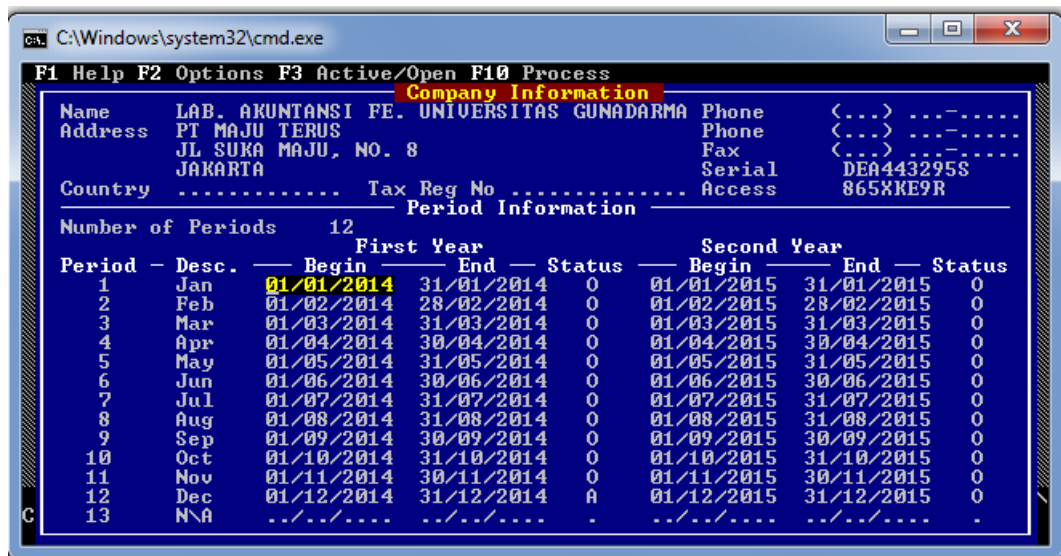 C:\Windows\system32\cmd.exe
F1 Help F2 Options F3 Active/Open F10 Process
Company Information
Name LAB. AKUNTANSI FE. UNIVERSITAS GUNADARMA Phone (...) ...-.....
Address PT MAJU TERUS Phone (...) ...-.....
JL SUKA MAJU, NO. 8 Fax (...) ...-.....
JAKARTA Serial DEA443295S
Country ............. Tax Reg No ............... Access 865XKE9R
Period Information
Number of Periods 12
First Year Second Year
Period - Desc. Begin End Status Begin End Status
1 Jan 01/01/2014 31/01/2014 O 01/01/2015 31/01/2015 O
2 Feb 01/02/2014 28/02/2014 O 01/02/2015 28/02/2015 O
3 Mar 01/03/2014 31/03/2014 O 01/03/2015 31/03/2015 O
4 Apr 01/04/2014 30/04/2014 O 01/04/2015 30/04/2015 O
5 May 01/05/2014 31/05/2014 O 01/05/2015 31/05/2015 O
6 Jun 01/06/2014 30/06/2014 O 01/06/2015 30/06/2015 O
7 Jul 01/07/2014 31/07/2014 O 01/07/2015 31/07/2015 O
8 Aug 01/08/2014 31/08/2014 O 01/08/2015 31/08/2015 O
9 Sep 01/09/2014 30/09/2014 O 01/09/2015 30/09/2015 O
10 Oct 01/10/2014 31/10/2014 O 01/10/2015 31/10/2015 O
11 Nov 01/11/2014 30/11/2014 O 01/11/2015 30/11/2015 O
12 Dec 01/12/2014 31/12/2014 A 01/12/2015 31/12/2015 O
C 13 N\A ../../.... ../../.... . ../../.... ../../.... .